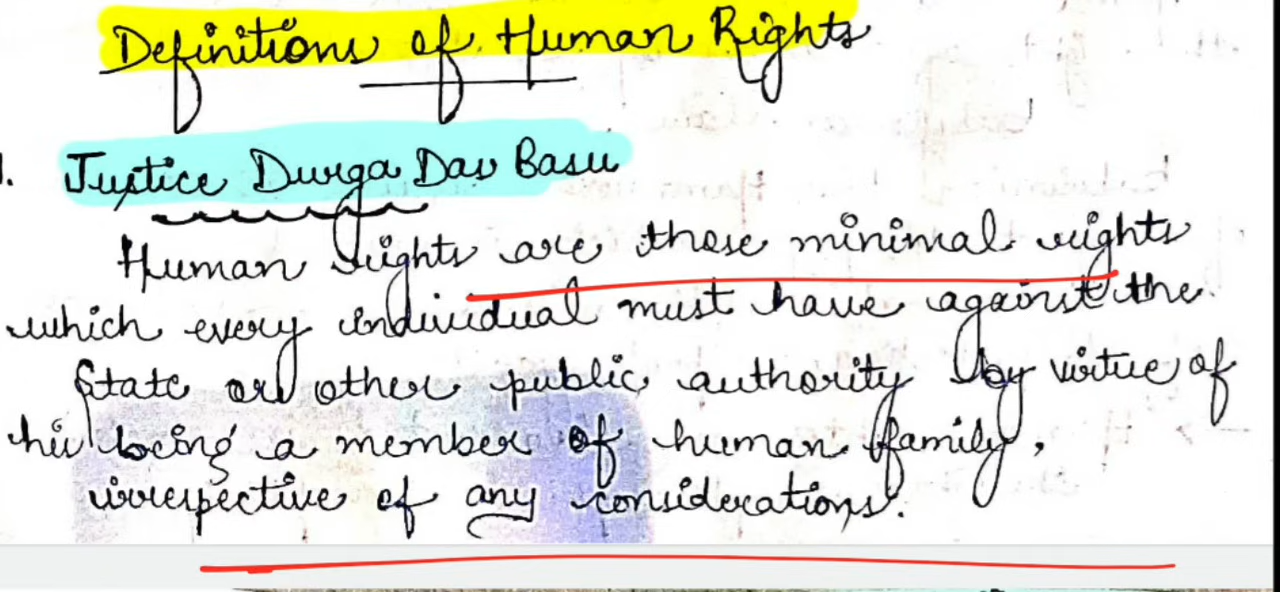 Definitions of Human Rights
1. Justice Durga Das Basu
Human rights are those minimal rights
which every individual must have against the
State or other public authority by virtue of
his being a member of human family,
irrespective of any considerations.